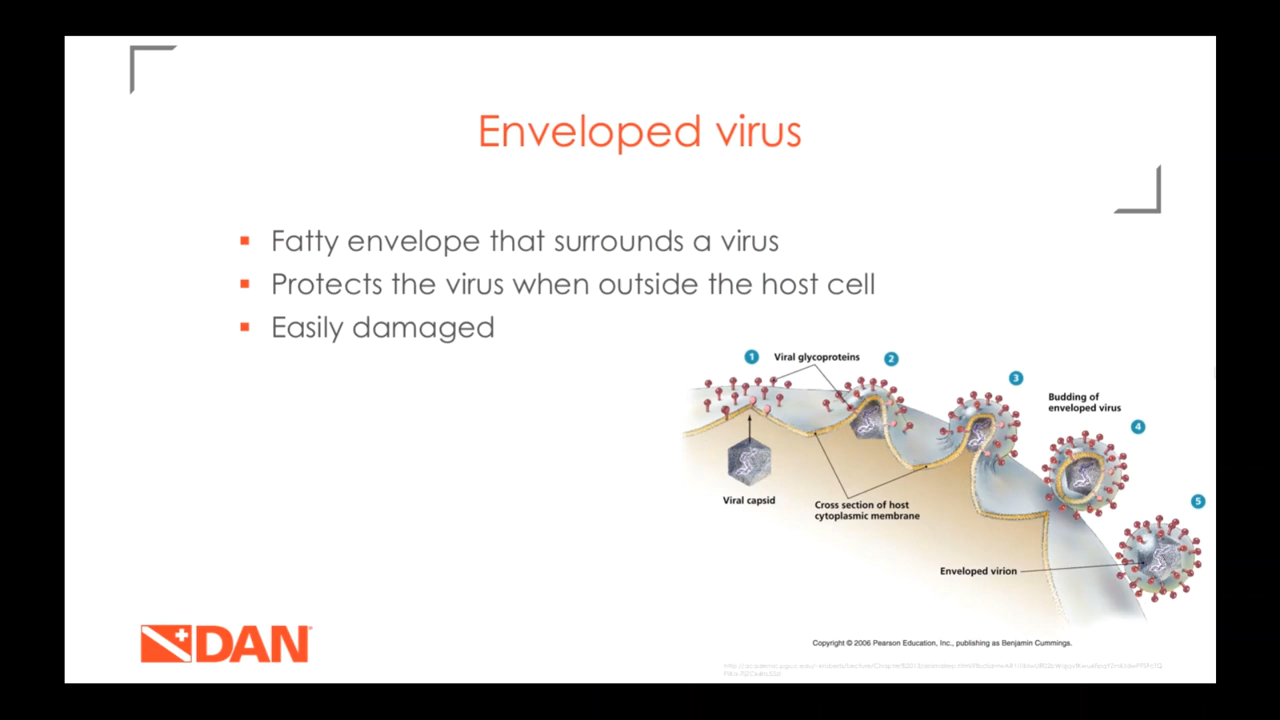 Enveloped virus
Fatty envelope that surrounds a virus
Protects the virus when outside the host cell
Easily damaged
1
Viral glycoproteins
2
3
Budding of
enveloped virus
4
Viral capsid
Cross section of host
cytoplasmic membrane
5
Enveloped virion
DAN
Copyright © 2006 Pearson Education, Inc., publishing as Benjamin Cummings.